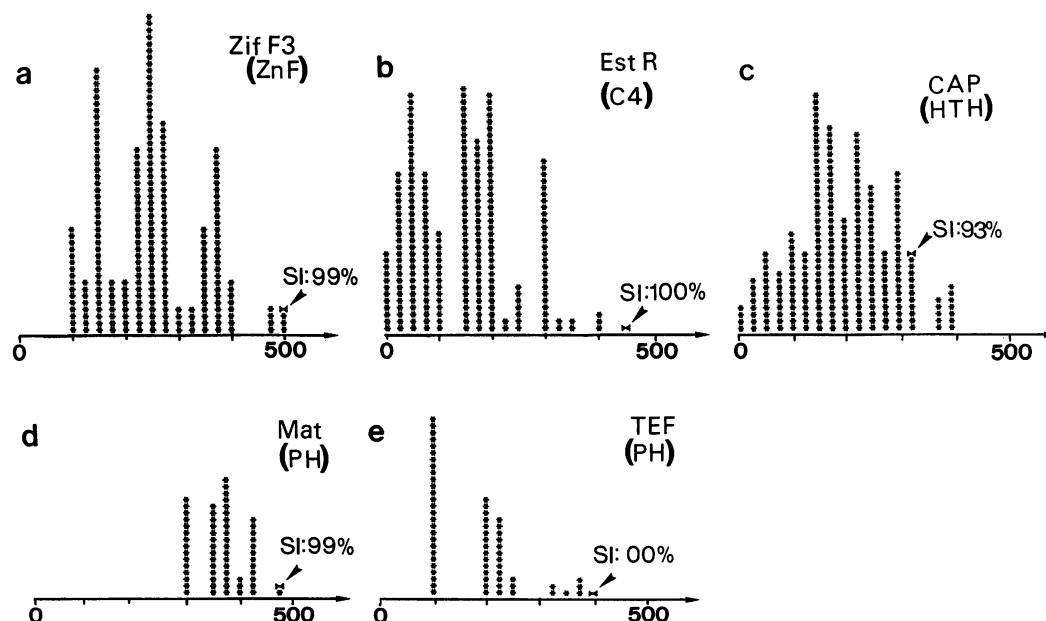 a
Zif F3
(ZnF)
SI:99%
0
500
b
Est R
(C4)
SI:100%
0
500
c
CAP
(HTH)
SI:93%
0
500
d
Mat
(PH)
SI:99%
0
500
e
TEF
(PH)
SI: 00%
0
500